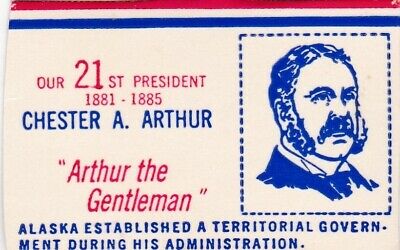 OUR 21ST PRESIDENT
1881 - 1885
CHESTER A. ARTHUR
"Arthur the
Gentleman"
ALASKA ESTABLISHED A TERRITORIAL GOVERN-
MENT DURING HIS ADMINISTRATION.